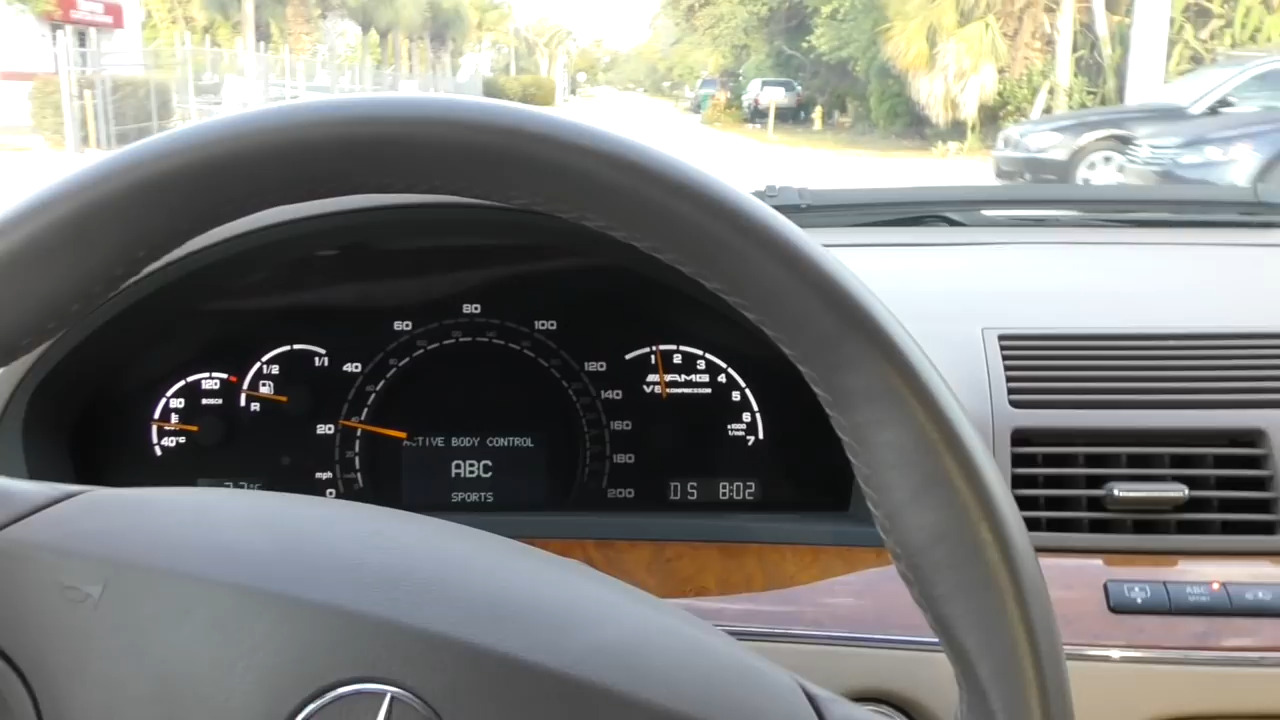 80
60
100
40
120
20
140
160
180
mph
0
200
ACTIVE BODY CONTROL
ABC
SPORTS
1/2
1/1
R
120
80
40°C
BOSCH
1
2
3
4
5
6
7
x1000
1/min
AMG
V8 KOMPRESSOR
D S 8:02
ABC